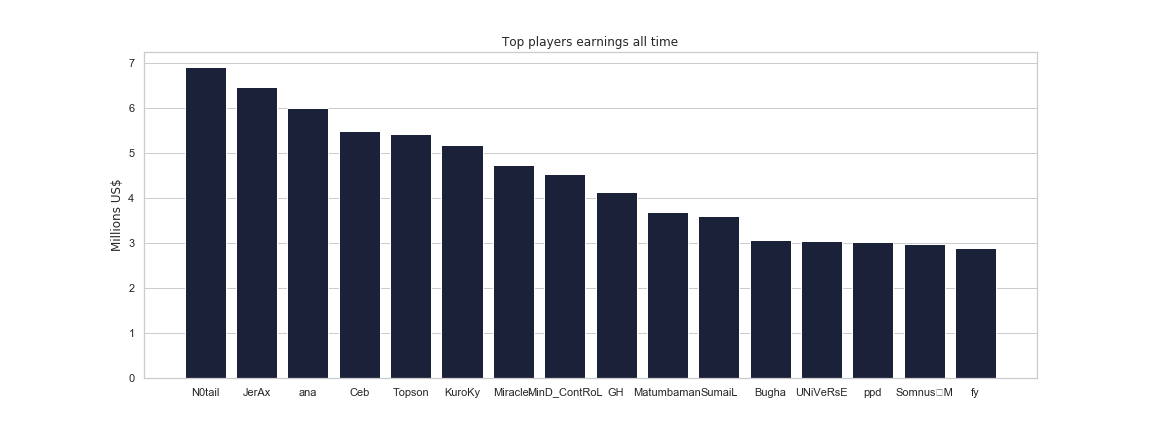 Top players earnings all time
Millions US$
7
6
5
4
3
2
1
0
N0tail JerAx ana Ceb Topson KuroKy Miracle MinD_ContRoL GH Matumbaman SumaiL Bugha UNiVeRsE ppd Somnus□M fy